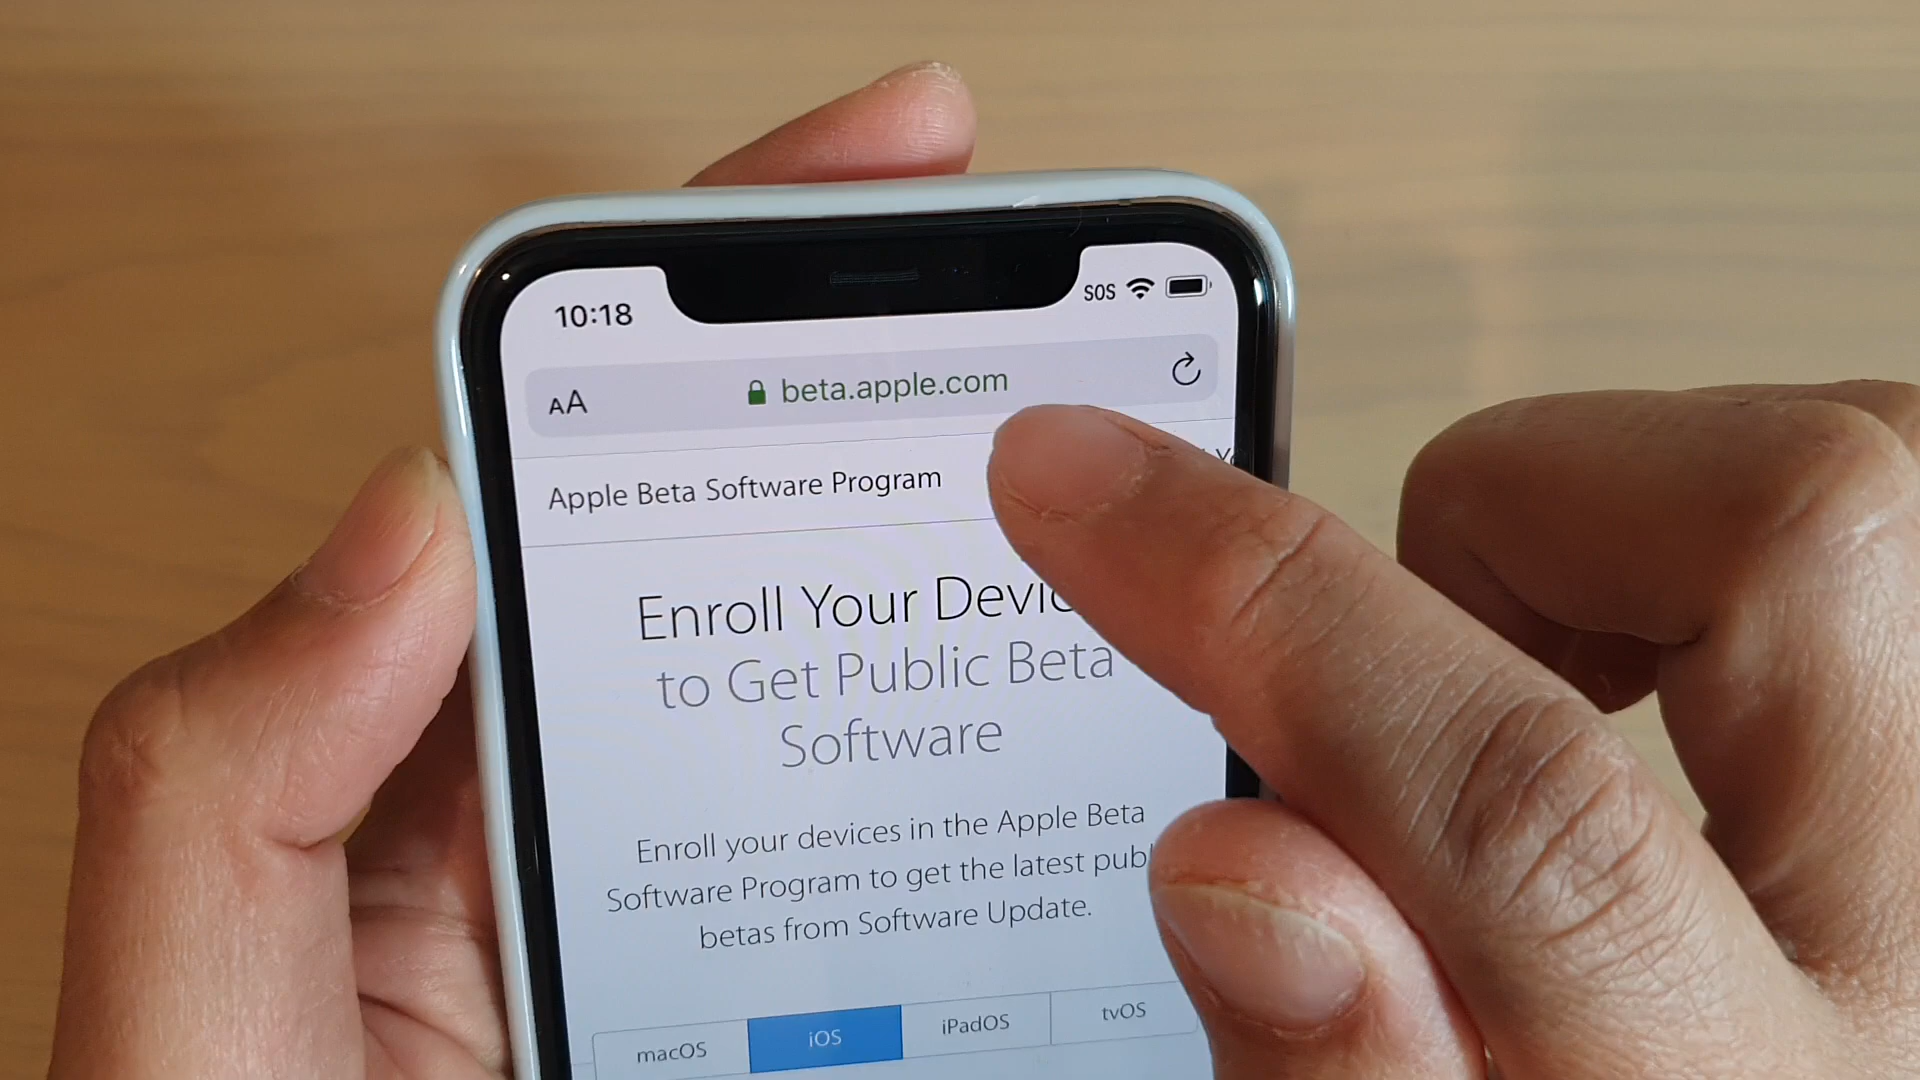 10:18
SOS
AA
beta.apple.com
Apple Beta Software Program
Enroll Your
to Get Public Beta
Software
Enroll your devices in the Apple Beta
Software Program to get the latest
betas from Software Update.
macOS iOS iPadOS tvOS